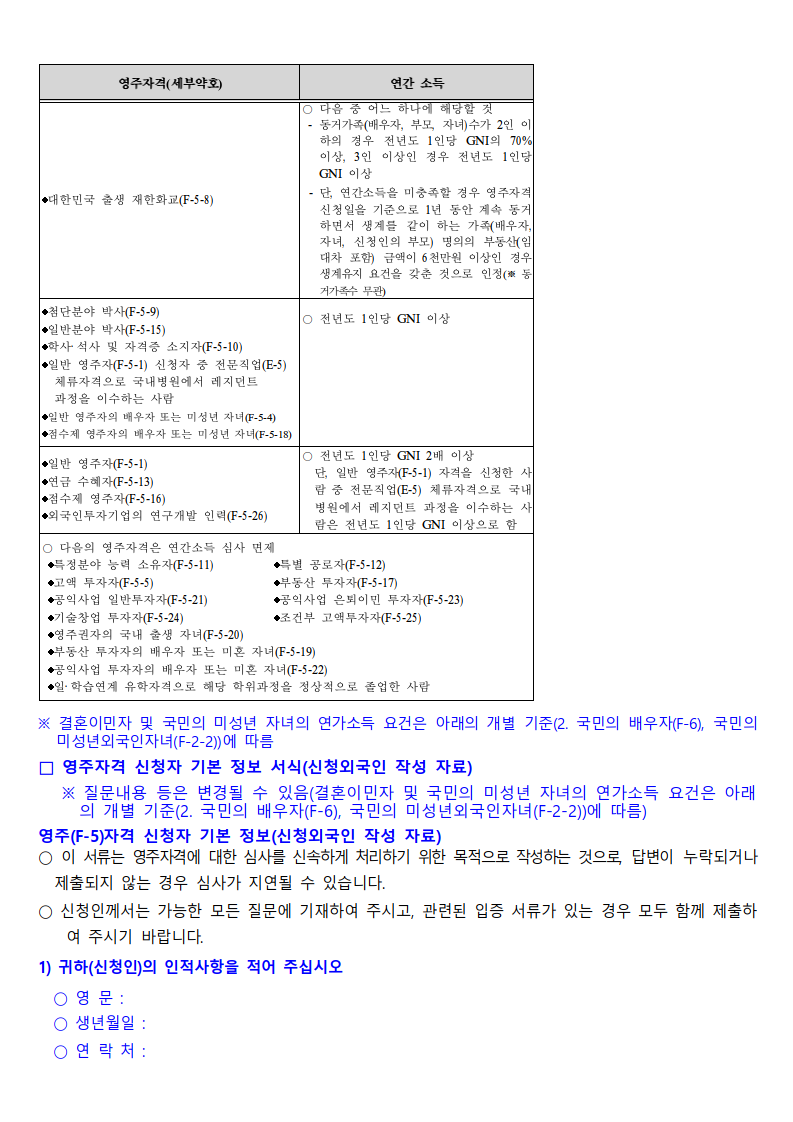 영주자격(세부약호)
연간 소득
◆대한민국 출생 재한화교(F-5-8)
○ 다음 중 어느 하나에 해당할 것
- 동거가족(배우자, 부모, 자녀)수가 2인 이
하의 경우 전년도 1인당 GNI의 70%
이상, 3인 이상인 경우 전년도 1인당
GNI 이상
- 단, 연간소득을 미충족할 경우 영주자격
신청일을 기준으로 1년 동안 계속 동거
하면서 생계를 같이 하는 가족(배우자,
자녀, 신청인의 부모) 명의의 부동산(임
대차 포함) 금액이 6천만원 이상인 경우
생계유지 요건을 갖춘 것으로 인정(※ 동
거가족수 무관)
◆첨단분야 박사(F-5-9)
◆일반분야 박사(F-5-15)
◆학사·석사 및 자격증 소지자(F-5-10)
◆일반 영주자(F-5-1) 신청자 중 전문직업(E-5)
체류자격으로 국내병원에서 레지던트
과정을 이수하는 사람
◆일반 영주자의 배우자 또는 미성년 자녀(F-5-4)
◆점수제 영주자의 배우자 또는 미성년 자녀(F-5-18)
○ 전년도 1인당 GNI 이상
◆일반 영주자(F-5-1)
◆연금 수혜자(F-5-13)
◆점수제 영주자(F-5-16)
◆외국인투자기업의 연구개발 인력(F-5-26)
○ 전년도 1인당 GNI 2배 이상
단, 일반 영주자(F-5-1) 자격을 신청한 사
람 중 전문직업(E-5) 체류자격으로 국내
병원에서 레지던트 과정을 이수하는 사
람은 전년도 1인당 GNI 이상으로 함
○ 다음의 영주자격은 연간소득 심사 면제
◆특정분야 능력 소유자(F-5-11) ◆특별 공로자(F-5-12)
◆고액 투자자(F-5-5) ◆부동산 투자자(F-5-17)
◆공익사업 일반투자자(F-5-21) ◆공익사업 은퇴이민 투자자(F-5-23)
◆기술창업 투자자(F-5-24) ◆조건부 고액투자자(F-5-25)
◆영주권자의 국내 출생 자녀(F-5-20)
◆부동산 투자자의 배우자 또는 미혼 자녀(F-5-19)
◆공익사업 투자자의 배우자 또는 미혼 자녀(F-5-22)
◆일·학습연계 유학자격으로 해당 학위과정을 정상적으로 졸업한 사람
※ 결혼이민자 및 국민의 미성년 자녀의 연가소득 요건은 아래의 개별 기준(2. 국민의 배우자(F-6), 국민의
미성년외국인자녀(F-2-2))에 따름
□ 영주자격 신청자 기본 정보 서식(신청외국인 작성 자료)
※ 질문내용 등은 변경될 수 있음(결혼이민자 및 국민의 미성년 자녀의 연가소득 요건은 아래
의 개별 기준(2. 국민의 배우자(F-6), 국민의 미성년외국인자녀(F-2-2))에 따름)
영주(F-5)자격 신청자 기본 정보(신청외국인 작성 자료)
○ 이 서류는 영주자격에 대한 심사를 신속하게 처리하기 위한 목적으로 작성하는 것으로, 답변이 누락되거나
제출되지 않는 경우 심사가 지연될 수 있습니다.
○ 신청인께서는 가능한 모든 질문에 기재하여 주시고, 관련된 입증 서류가 있는 경우 모두 함께 제출하
여 주시기 바랍니다.
1) 귀하(신청인)의 인적사항을 적어 주십시오
○ 영 문 :
○ 생년월일 :
○ 연 락 처 :